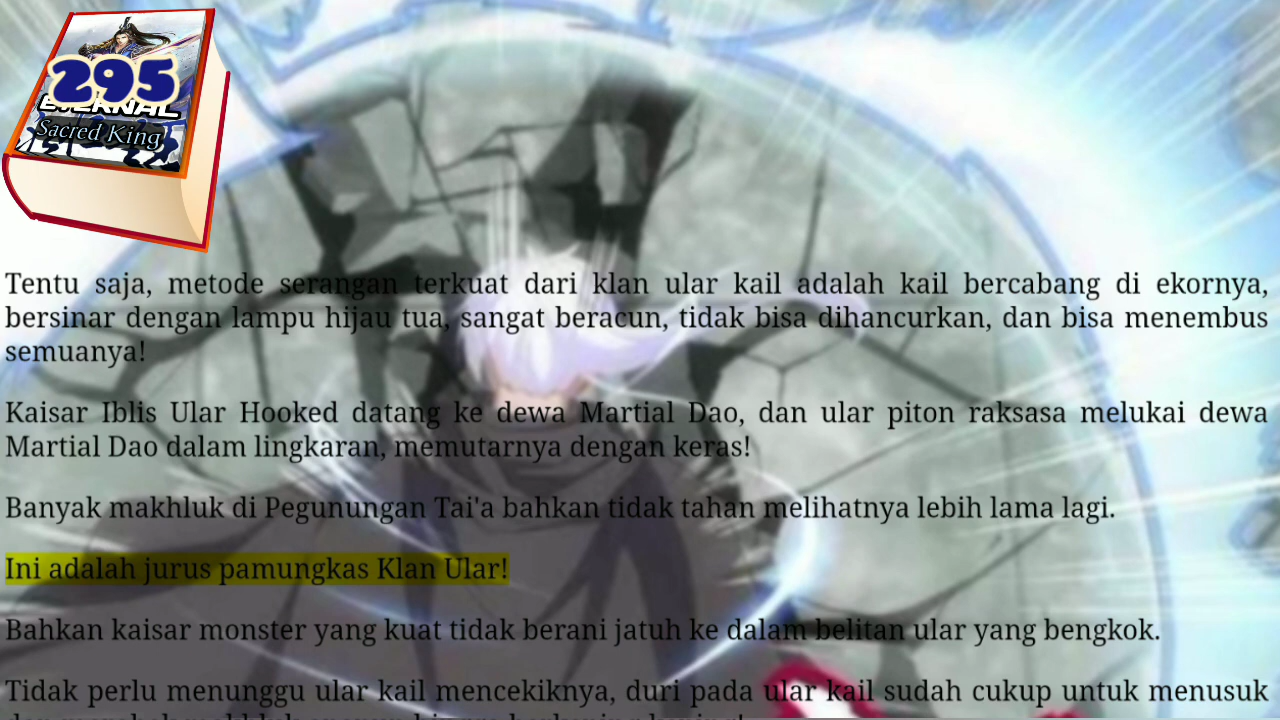 295
ETERNAL
Sacred King
Tentu saja, metode serangan terkuat dari klan ular kail adalah kail bercabang di ekornya,
bersinar dengan lampu hijau tua, sangat beracun, tidak bisa dihancurkan, dan bisa menembus
semuanya!
Kaisar Iblis Ular Hooked datang ke dewa Martial Dao, dan ular piton raksasa melukai dewa
Martial Dao dalam lingkaran, memutarnya dengan keras!
Banyak makhluk di Pegunungan Tai'a bahkan tidak tahan melihatnya lebih lama lagi.
Ini adalah jurus pamungkas Klan Ular!
Bahkan kaisar monster yang kuat tidak berani jatuh ke dalam belitan ular yang bengkok.
Tidak perlu menunggu ular kail mencekiknya, duri pada ular kail sudah cukup untuk menusuk